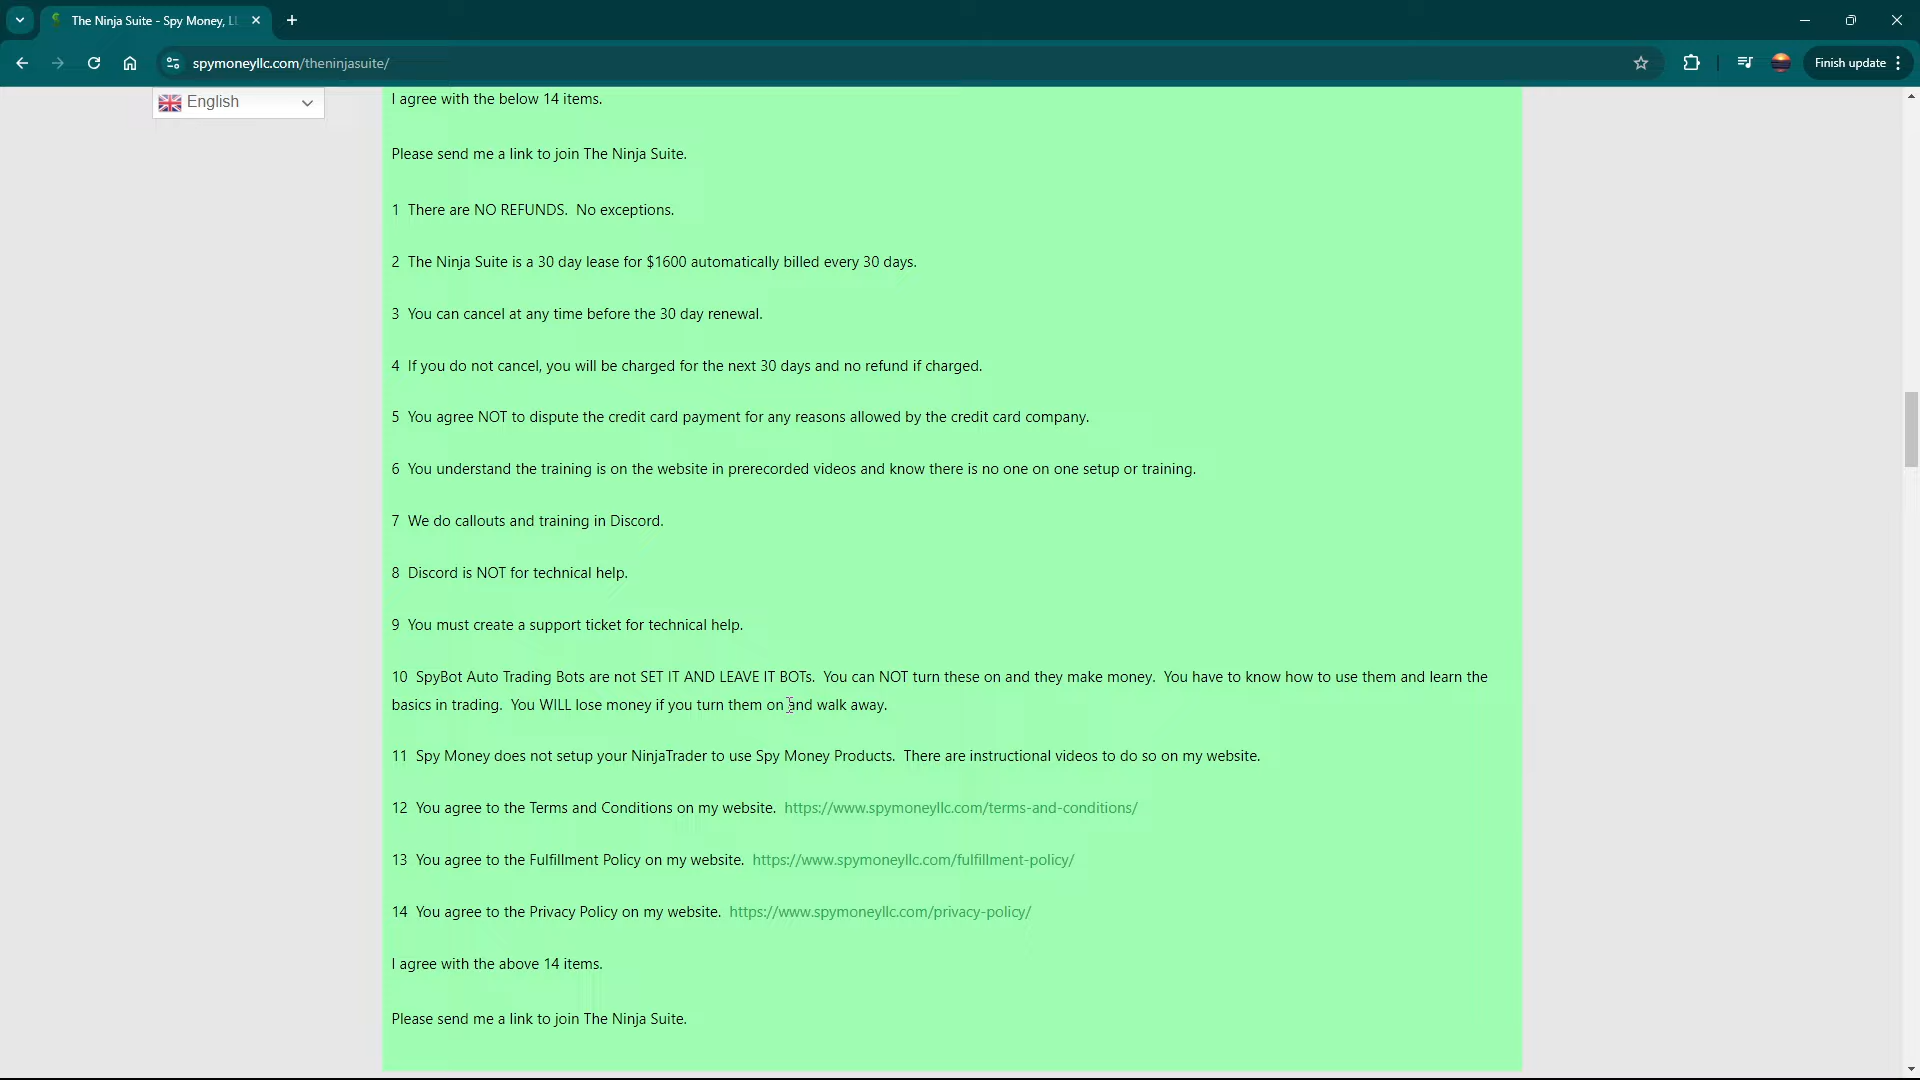 The Ninja Suite - Spy Money, LL
spymoneyllc.com/theninjasuite/
Finish update
English
I agree with the below 14 items.
Please send me a link to join The Ninja Suite.
1 There are NO REFUNDS. No exceptions.
2 The Ninja Suite is a 30 day lease for $1600 automatically billed every 30 days.
3 You can cancel at any time before the 30 day renewal.
4 If you do not cancel, you will be charged for the next 30 days and no refund if charged.
5 You agree NOT to dispute the credit card payment for any reasons allowed by the credit card company.
6 You understand the training is on the website in prerecorded videos and know there is no one on one setup or training.
7 We do callouts and training in Discord.
8 Discord is NOT for technical help.
9 You must create a support ticket for technical help.
10 SpyBot Auto Trading Bots are not SET IT AND LEAVE IT BOTs. You can NOT turn these on and they make money. You have to know how to use them and learn the
basics in trading. You WILL lose money if you turn them on and walk away.
11 Spy Money does not setup your NinjaTrader to use Spy Money Products. There are instructional videos to do so on my website.
12 You agree to the Terms and Conditions on my website. https://www.spymoneyllc.com/terms-and-conditions/
13 You agree to the Fulfillment Policy on my website. https://www.spymoneyllc.com/fulfillment-policy/
14 You agree to the Privacy Policy on my website. https://www.spymoneyllc.com/privacy-policy/
I agree with the above 14 items.
Please send me a link to join The Ninja Suite.